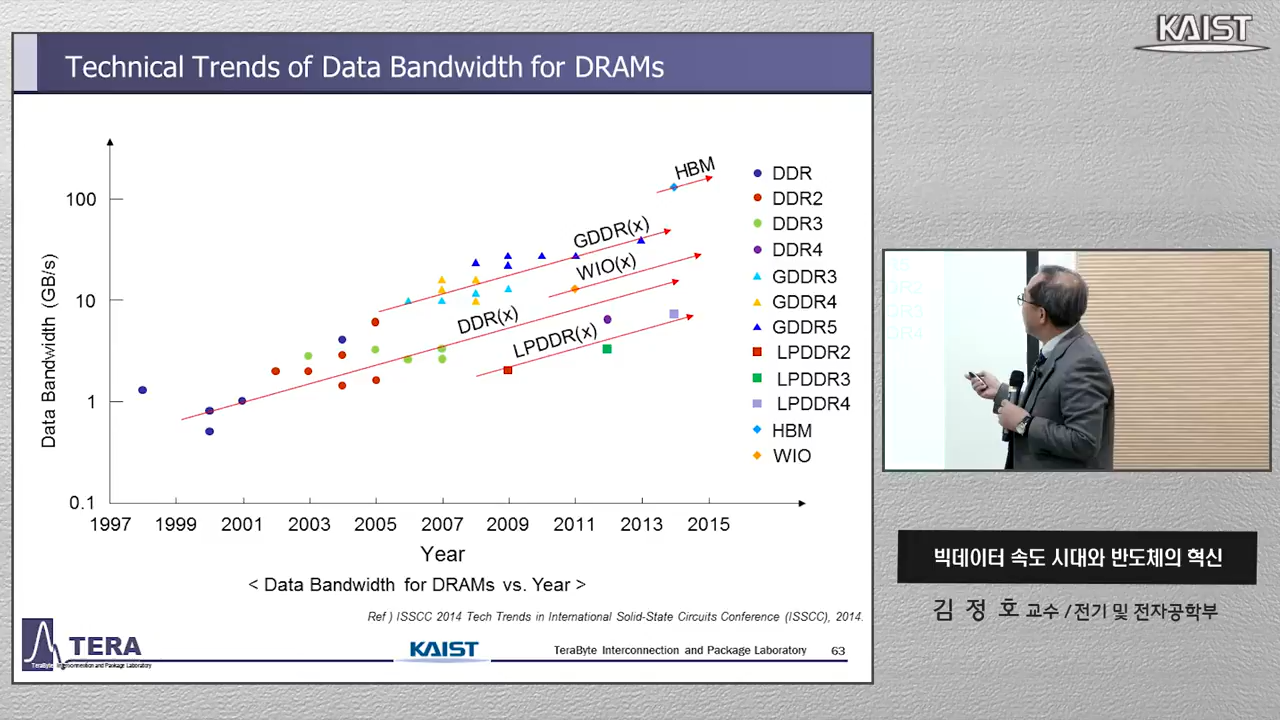 KAIST
Technical Trends of Data Bandwidth for DRAMs
Data Bandwidth (GB/s)
100
10
1
0.1
HBM
GDDR(x)
WIO(x)
DDR(x)
LPDDR(x)
DDR
DDR2
DDR3
DDR4
GDDR3
GDDR4
GDDR5
LPDDR2
LPDDR3
LPDDR4
HBM
WIO
1997 1999 2001 2003 2005 2007 2009 2011 2013 2015
Year
< Data Bandwidth for DRAMs vs. Year >
Ref ) ISSCC 2014 Tech Trends in International Solid-State Circuits Conference (ISSCC), 2014.
TERA
TeraByte Interconnection and Package Laboratory
KAIST
TeraByte Interconnection and Package Laboratory 63
DR2
DR3
DR4
빅데이터 속도 시대와 반도체의 혁신
김 정 호 교수 / 전기 및 전자공학부